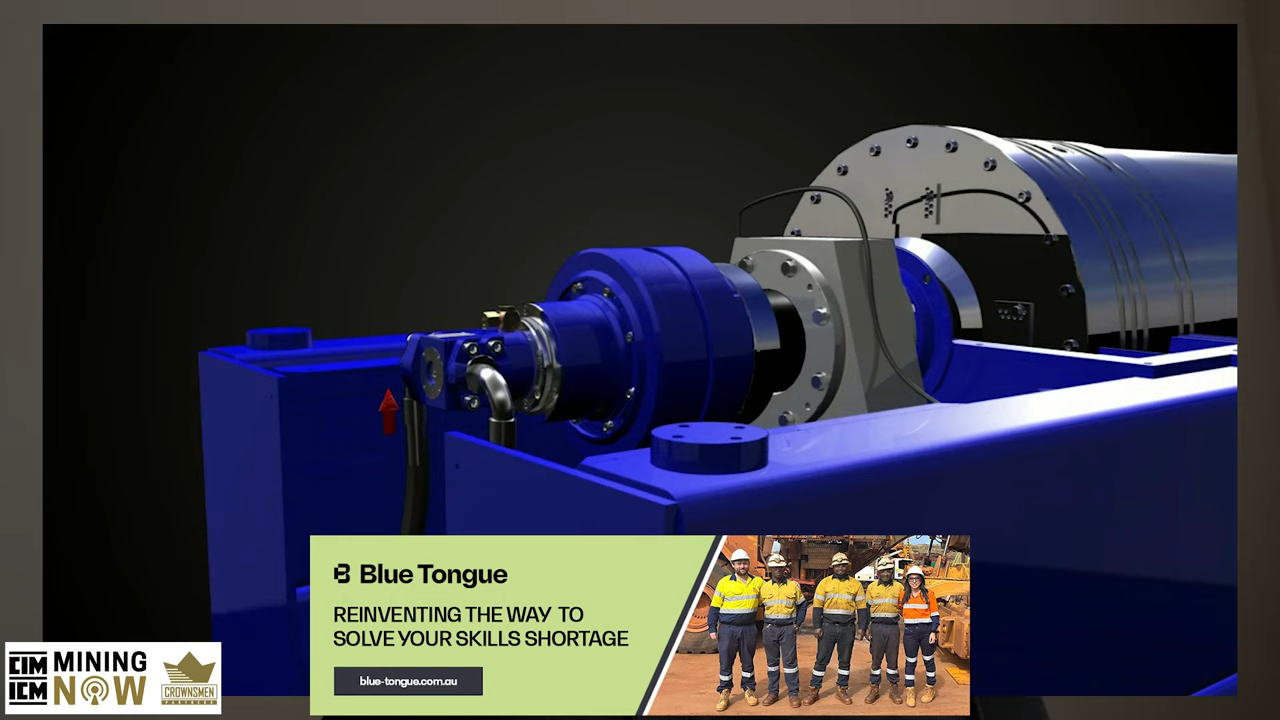 Blue Tongue
REINVENTING THE WAY TO
SOLVE YOUR SKILLS SHORTAGE
blue-tongue.com.au
CIM MINING
ICM NOW
CROWNSMEN
PARTNERS